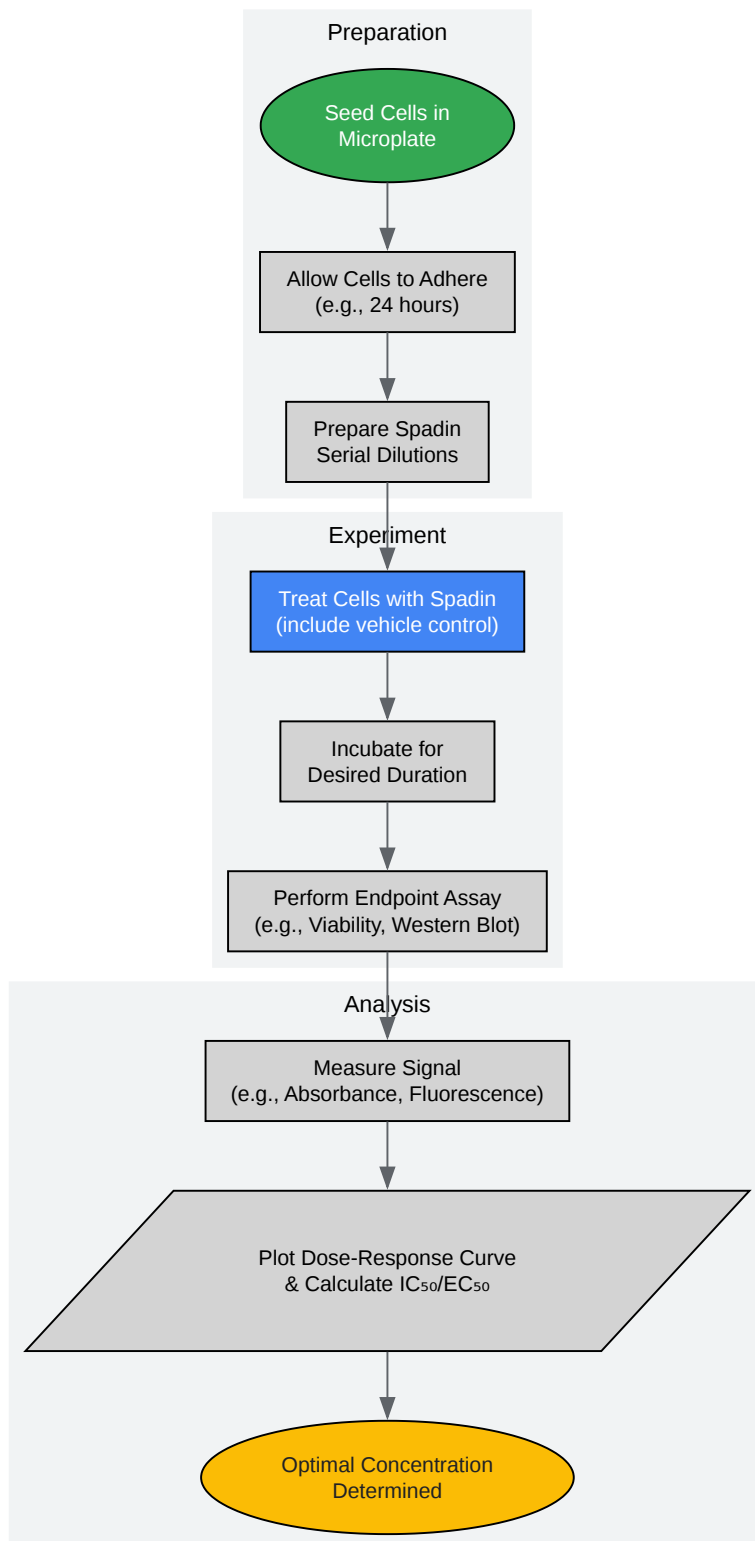 Preparation
Seed Cells in
Microplate
Allow Cells to Adhere
(e.g., 24 hours)
Prepare Spadin
Serial Dilutions
Experiment
Treat Cells with Spadin
(include vehicle control)
Incubate for
Desired Duration
Perform Endpoint Assay
(e.g., Viability, Western Blot)
Analysis
Measure Signal
(e.g., Absorbance, Fluorescence)
Plot Dose-Response Curve
& Calculate IC₅₀/EC₅₀
Optimal Concentration
Determined